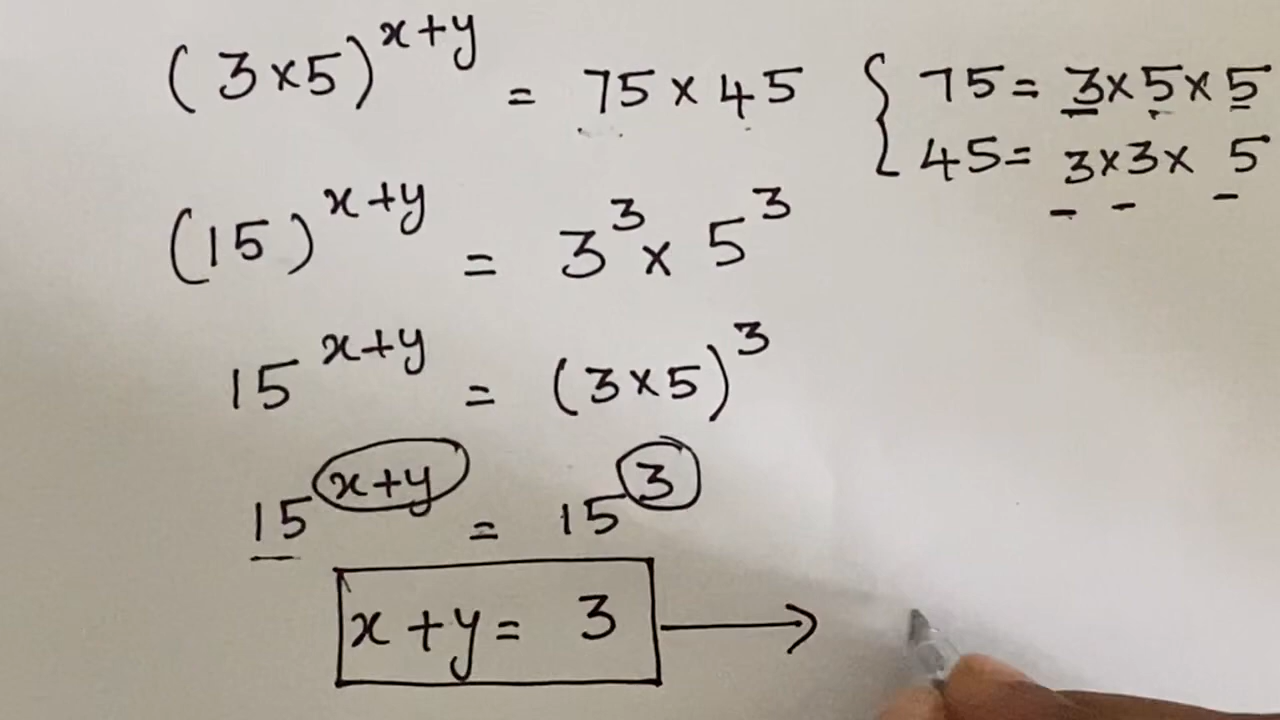 (3×5)^{x+y} = 75 × 45 { 75 = 3×5×5
45 = 3×3× 5
(15)^{x+y} = 3^3 × 5^3
15^{x+y} = (3×5)^3
15^{x+y} = 15^3
x + y = 3 →